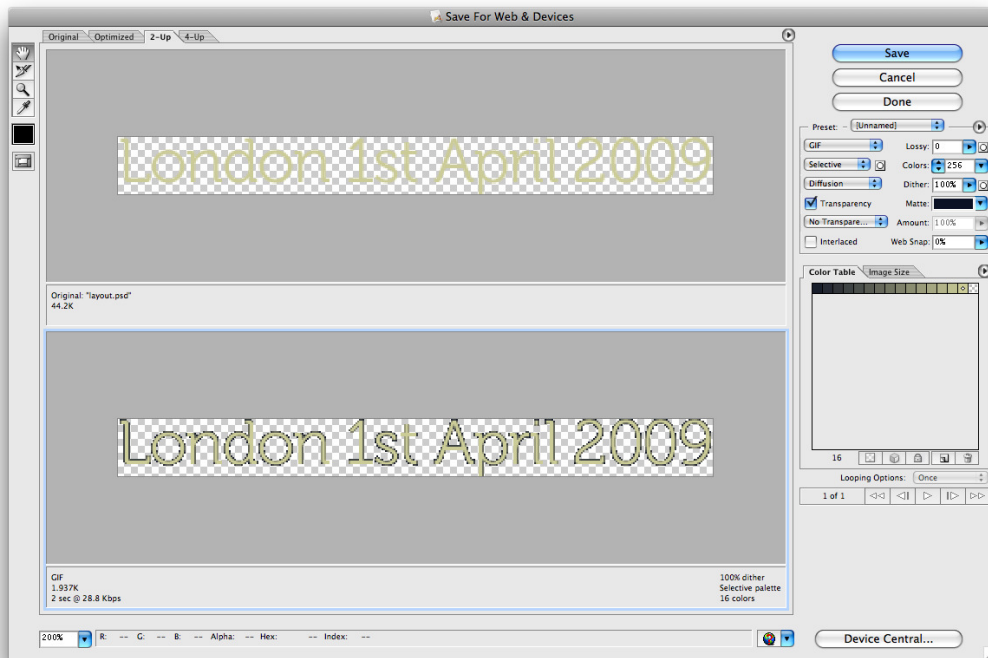 Save For Web & Devices
Original Optimized 2-Up 4-Up
London 1st April 2009
Original: "layout.psd"
44.2K
London 1st April 2009
GIF
1.937K
2 sec @ 28.8 Kbps
100% dither
Selective palette
16 colors
200% R: -- G: -- B: -- Alpha: -- Hex: -- Index: --
Save
Cancel
Done
Preset: [Unnamed]
GIF Lossy: 0
Selective Colors: 256
Diffusion Dither: 100%
Transparency Matte:
No Transpare... Amount: 100%
Interlaced Web Snap: 0%
Color Table Image Size
16
Looping Options: Once
1 of 1
Device Central...